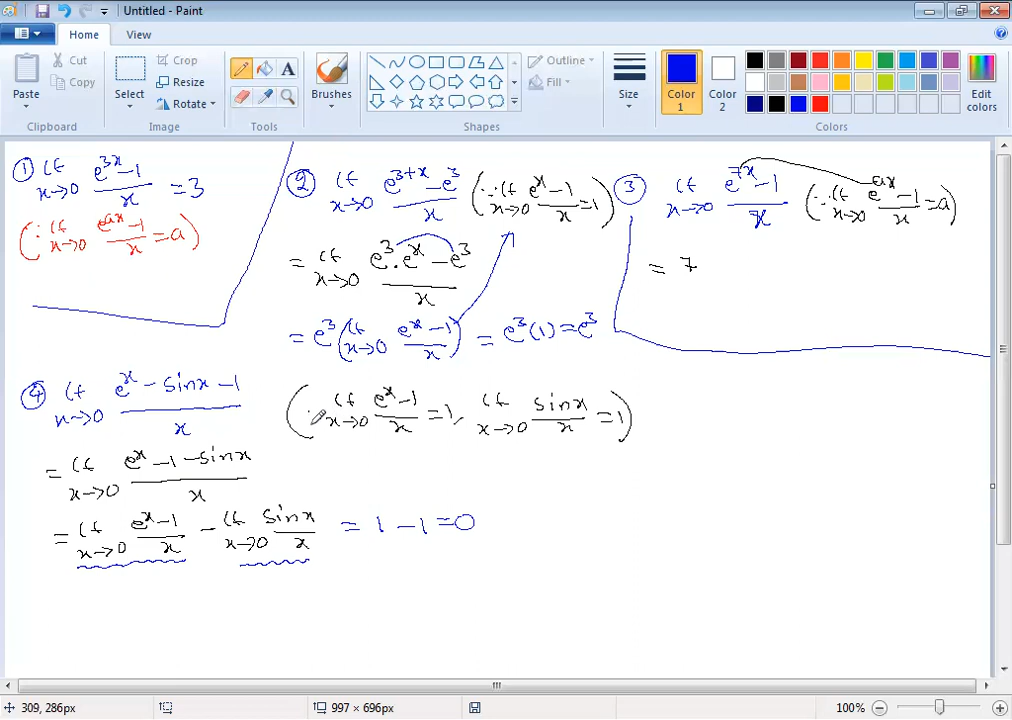 Untitled - Paint
Home View
Paste
Cut
Copy
Clipboard
Select
Crop
Resize
Rotate
Image
A
Tools
Brushes
Outline
Fill
Shapes
Size
Color 1
Color 2
Edit colors
Colors
① lt x→0 (e^{3x}-1)/x = 3
(∵ lt x→0 (e^{ax}-1)/x = a)
② lt x→0 (e^{3+x}-e^3)/x (∵ lt x→0 (e^x-1)/x = 1)
= lt x→0 (e^3·e^x-e^3)/x
= e^3(lt x→0 (e^x-1)/x) = e^3(1) = e^3
③ lt x→0 (e^{7x}-1)/x (∵ lt x→0 (e^{ax}-1)/x = a)
= 7
④ lt x→0 (e^x - sinx - 1)/x (∵ lt x→0 (e^x-1)/x = 1, lt x→0 sinx/x = 1)
= lt x→0 (e^x - 1 - sinx)/x
= lt x→0 (e^x-1)/x - lt x→0 sinx/x = 1 - 1 = 0
309, 286px
997 × 696px
100%